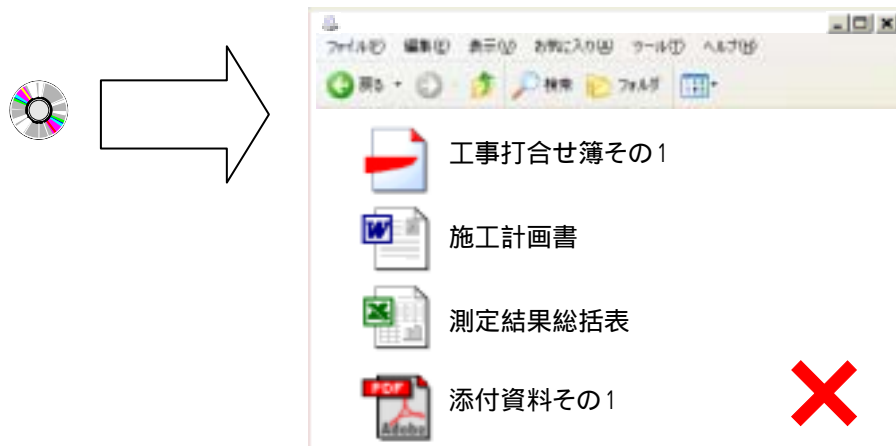 ファイル(F) 編集(E) 表示(V) お気に入り(A) ツール(T) ヘルプ(H)
戻る 検索 フォルダ
工事打合せ簿その1
W 施工計画書
X 測定結果総括表
PDF Adobe 添付資料その1